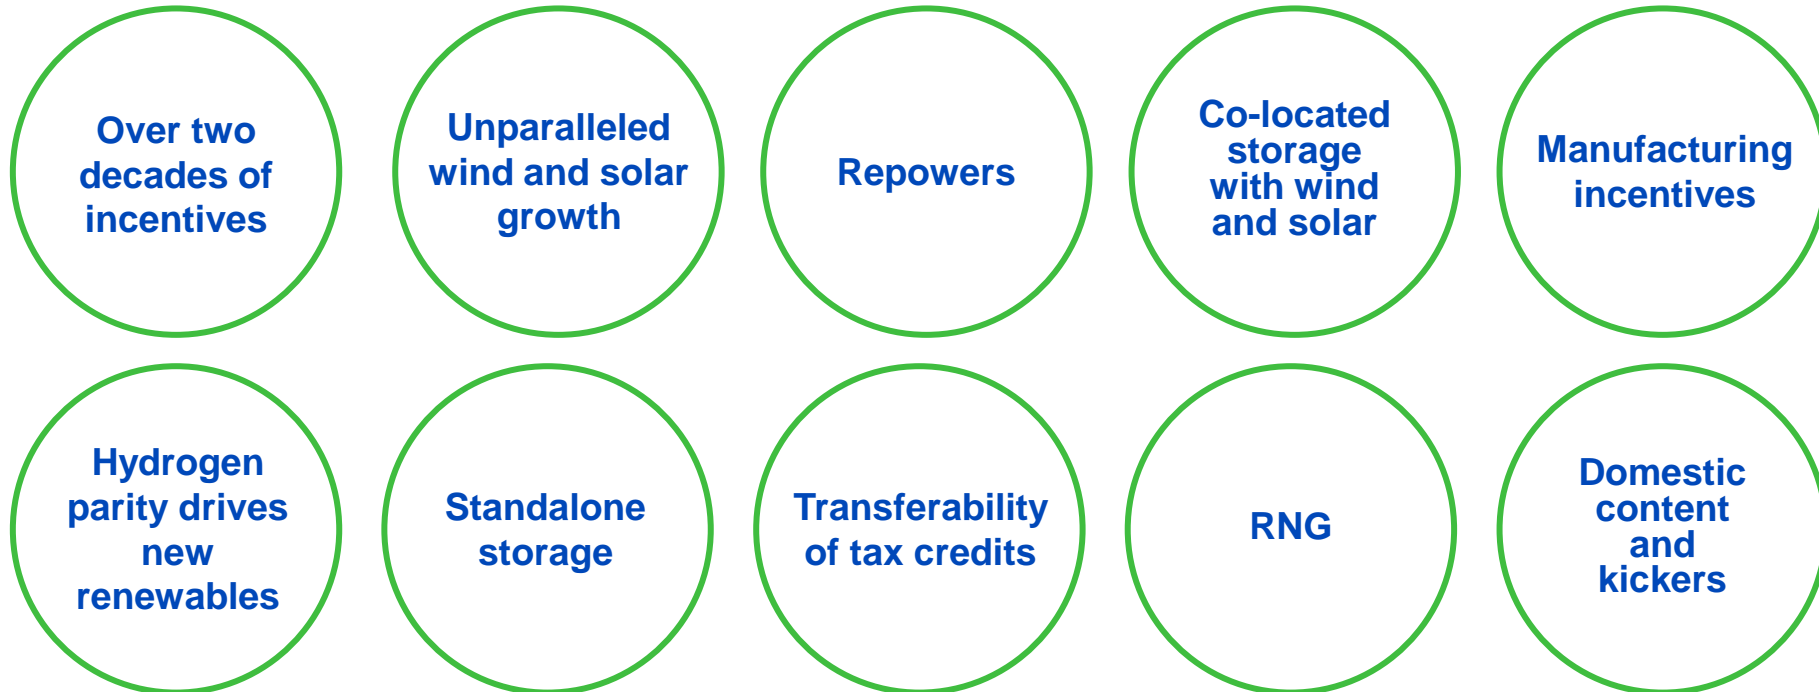 Over two
decades of
incentives
Unparalleled
wind and solar
growth
Repowers
Co-located
storage
with wind
and solar
Manufacturing
incentives
Hydrogen
parity drives
new
renewables
Standalone
storage
Transferability
of tax credits
RNG
Domestic
content
and
kickers